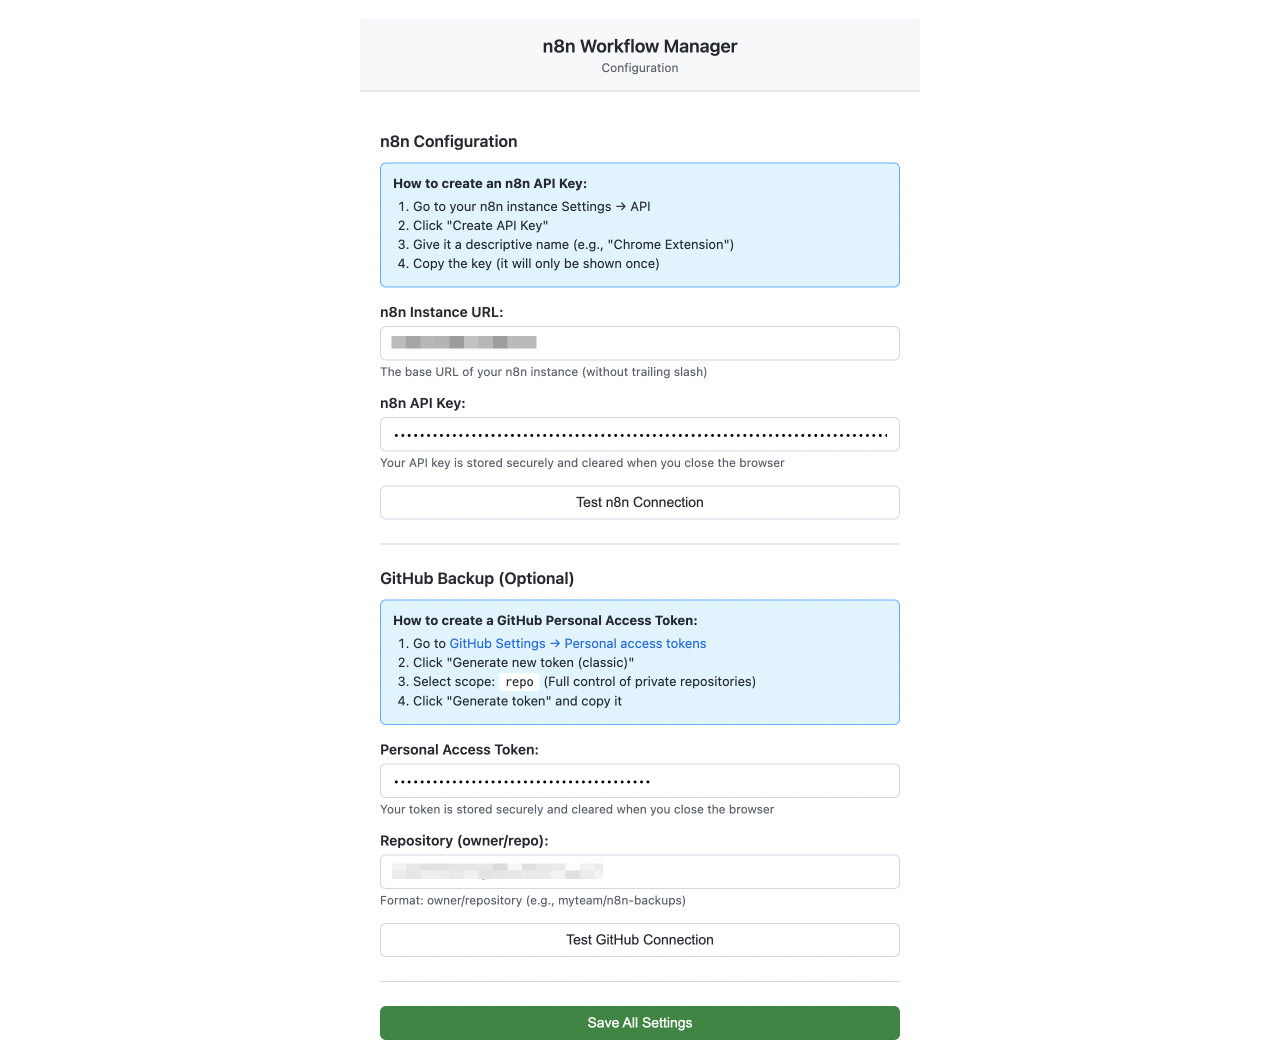 n8n Workflow Manager
Configuration
n8n Configuration
How to create an n8n API Key:
1. Go to your n8n instance Settings → API
2. Click "Create API Key"
3. Give it a descriptive name (e.g., "Chrome Extension")
4. Copy the key (it will only be shown once)
n8n Instance URL:
The base URL of your n8n instance (without trailing slash)
n8n API Key:
Your API key is stored securely and cleared when you close the browser
Test n8n Connection
GitHub Backup (Optional)
How to create a GitHub Personal Access Token:
1. Go to GitHub Settings → Personal access tokens
2. Click "Generate new token (classic)"
3. Select scope: repo (Full control of private repositories)
4. Click "Generate token" and copy it
Personal Access Token:
Your token is stored securely and cleared when you close the browser
Repository (owner/repo):
Format: owner/repository (e.g., myteam/n8n-backups)
Test GitHub Connection
Save All Settings